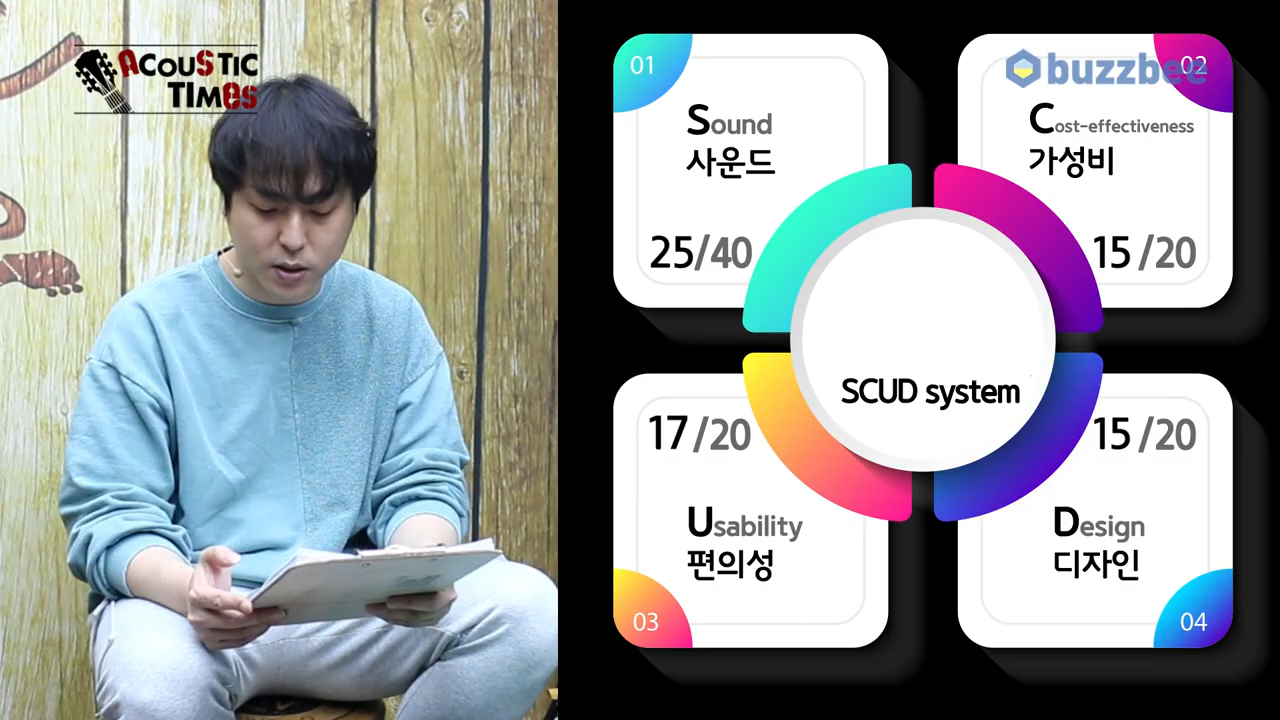 AcouSTic
TIMes
01
Sound
사운드
25/40
buzzbee
02
Cost-effectiveness
가성비
15/20
SCUD system
17/20
Usability
편의성
03
15/20
Design
디자인
04